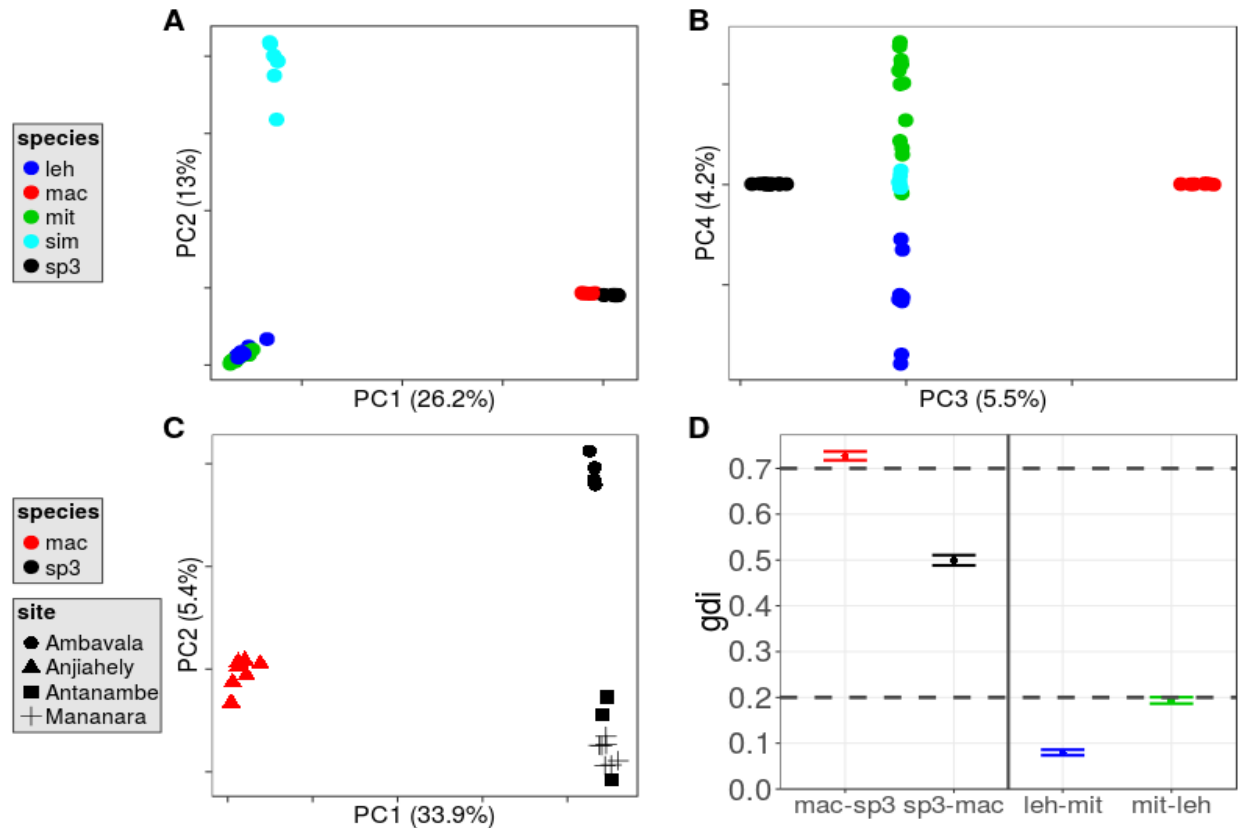 A
B
species
leh
mac
mit
sim
sp3
PC2 (13%)
PC1 (26.2%)
PC4 (4.2%)
PC3 (5.5%)
C
D
species
mac
sp3
site
Ambavala
Anjiahely
Antanambe
Mananara
PC2 (5.4%)
PC1 (33.9%)
gdi
0.7
0.6
0.5
0.4
0.3
0.2
0.1
0.0
mac-sp3 sp3-mac leh-mit mit-leh